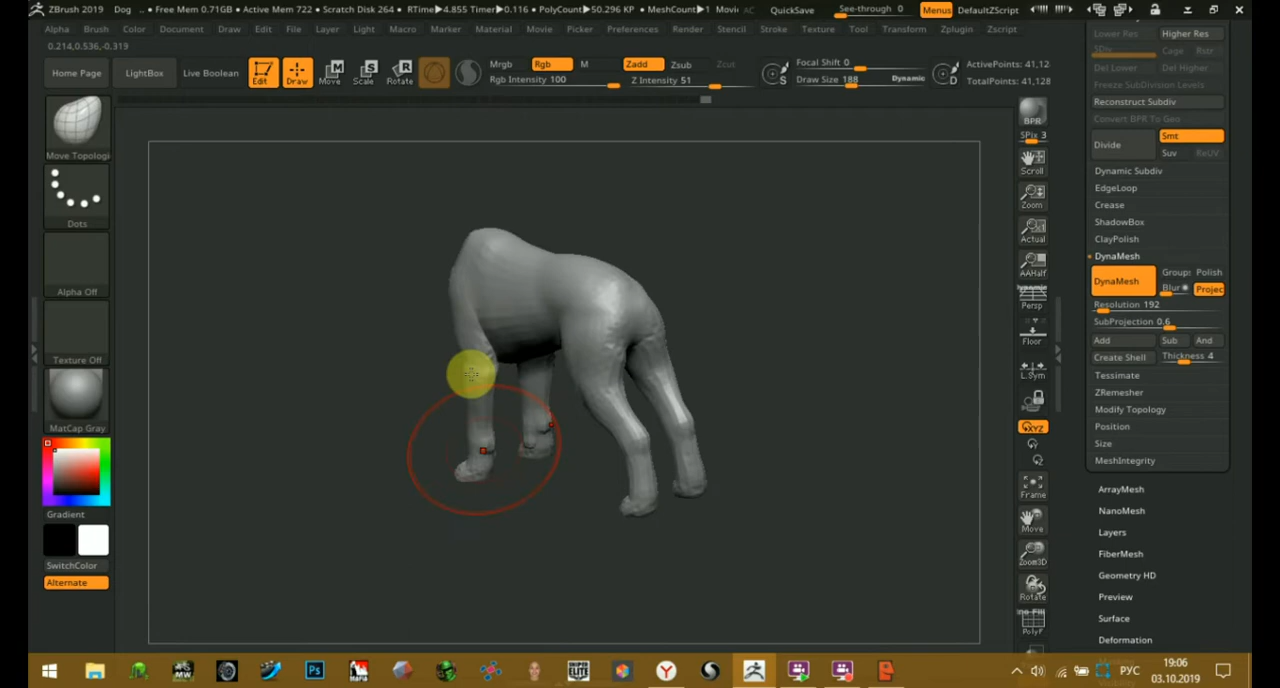 ZBrush 2019 Dog .. • Free Mem 0.71GB • Active Mem 722 • Scratch Disk 264 • RTime▶4.855 Timer▶0.116 • PolyCount▶50.296 KP • MeshCount▶1 Movi AC QuickSave See-through 0 Menus DefaultZScript
Alpha Brush Color Document Draw Edit File Layer Light Macro Marker Material Movie Picker Preferences Render Stencil Stroke Texture Tool Transform Zplugin Zscript
0.214,0.536,-0.319
Home Page LightBox Live Boolean Edit Draw Move Scale Rotate
Mrgb Rgb M Zadd Zsub Zcut
Rgb Intensity 100 Z Intensity 51
Focal Shift 0
Draw Size 188 Dynamic
ActivePoints: 41,12
TotalPoints: 41,128
Move Topologi
Dots
Alpha Off
Texture Off
MatCap Gray
Gradient
SwitchColor
Alternate
BPR
SPix 3
Scroll
Zoom
Actual
AAHalf
Dynamic
Persp
Floor
L.Sym
XYZ
Frame
Move
Zoom3D
Rotate
PolyF
Lower Res Higher Res
SDiv Cage Rstr
Del Lower Del Higher
Freeze SubDivision Levels
Reconstruct Subdiv
Convert BPR To Geo
Divide Smt
Suv ReUV
Dynamic Subdiv
EdgeLoop
Crease
ShadowBox
ClayPolish
DynaMesh
DynaMesh Groups Polish
Blur Projec
Resolution 192
SubProjection 0.6
Add Sub And
Create Shell Thickness 4
Tessimate
ZRemesher
Modify Topology
Position
Size
MeshIntegrity
ArrayMesh
NanoMesh
Layers
FiberMesh
Geometry HD
Preview
Surface
Deformation
РУС
19:06
03.10.2019